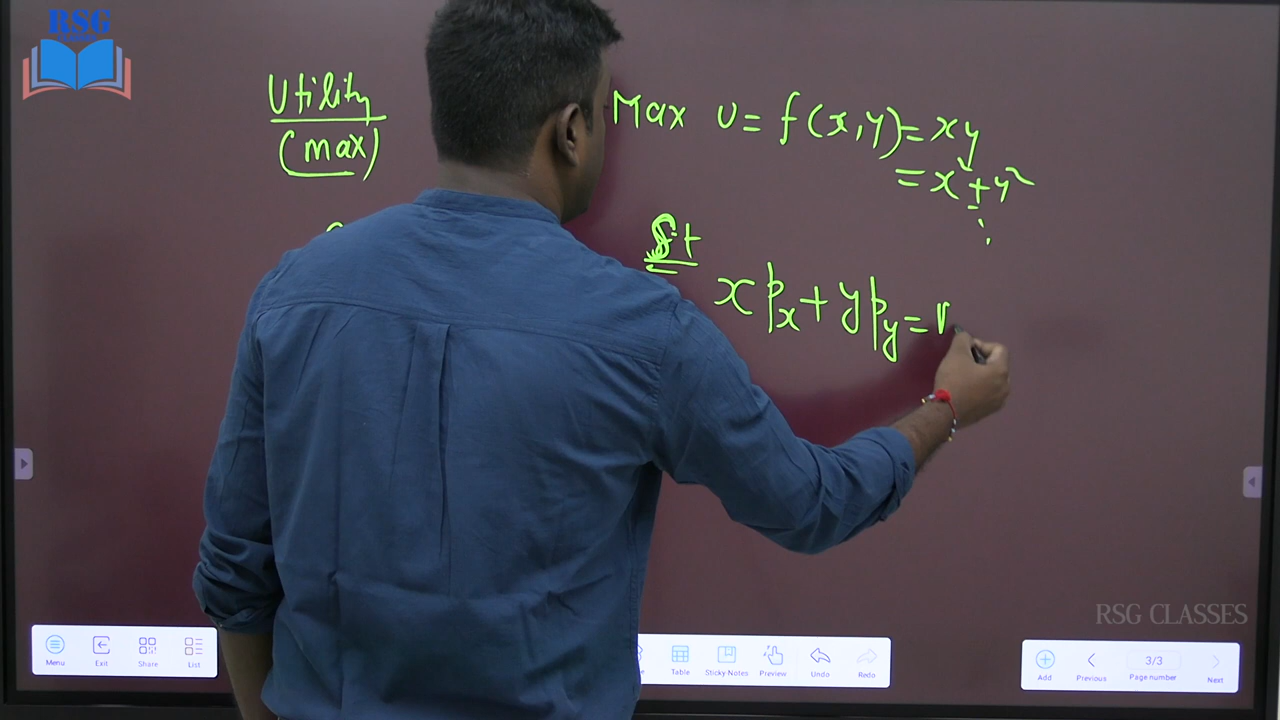 RSG
Utility
(max)
Max U = f(x,y) = xy
= x² + y²
S.t
xPx + yPy =
RSG CLASSES
Menu
Exit
Share
List
Table
Sticky Notes
Preview
Undo
Redo
Add
Previous
3/3
Page number
Next